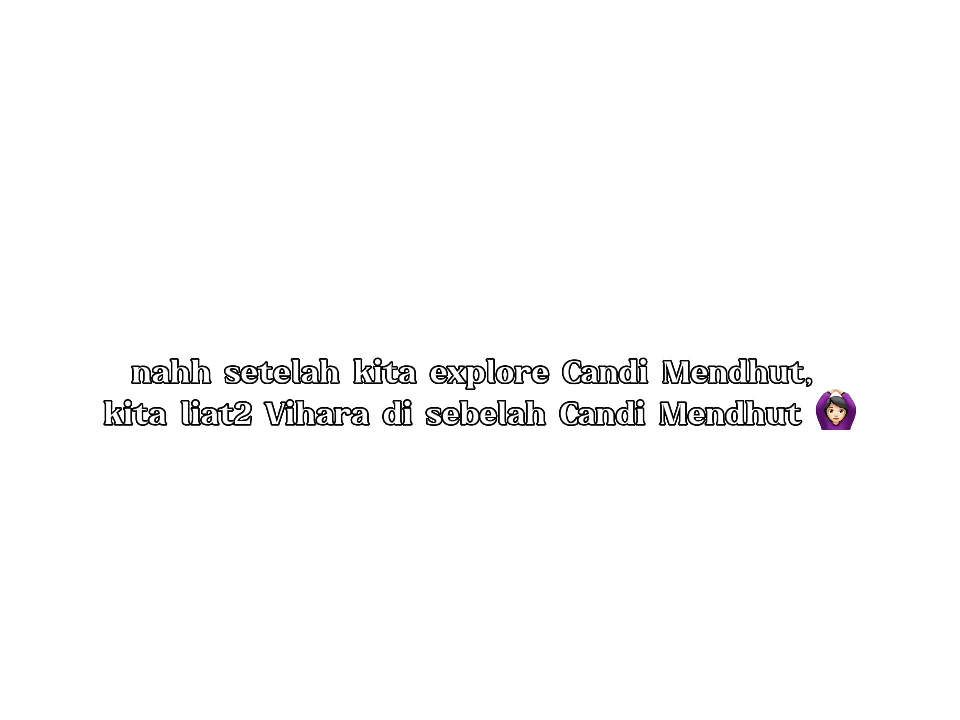 nahh setelah kita explore Candi Mendhut,
kita liat2 Vihara di sebelah Candi Mendhut 🙆🏻‍♀️